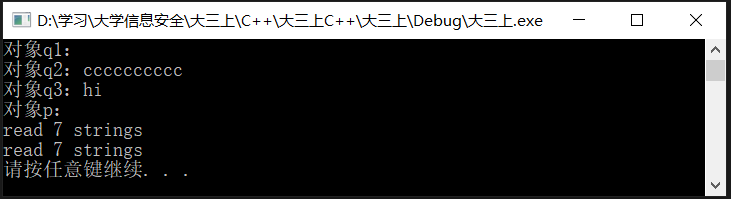 D:\学习\大学信息安全\大三上\C++\大三上C++\大三上\Debug\大三上.exe
对象q1：
对象q2：cccccccccc
对象q3：hi
对象p：
read 7 strings
read 7 strings
请按任意键继续. . .